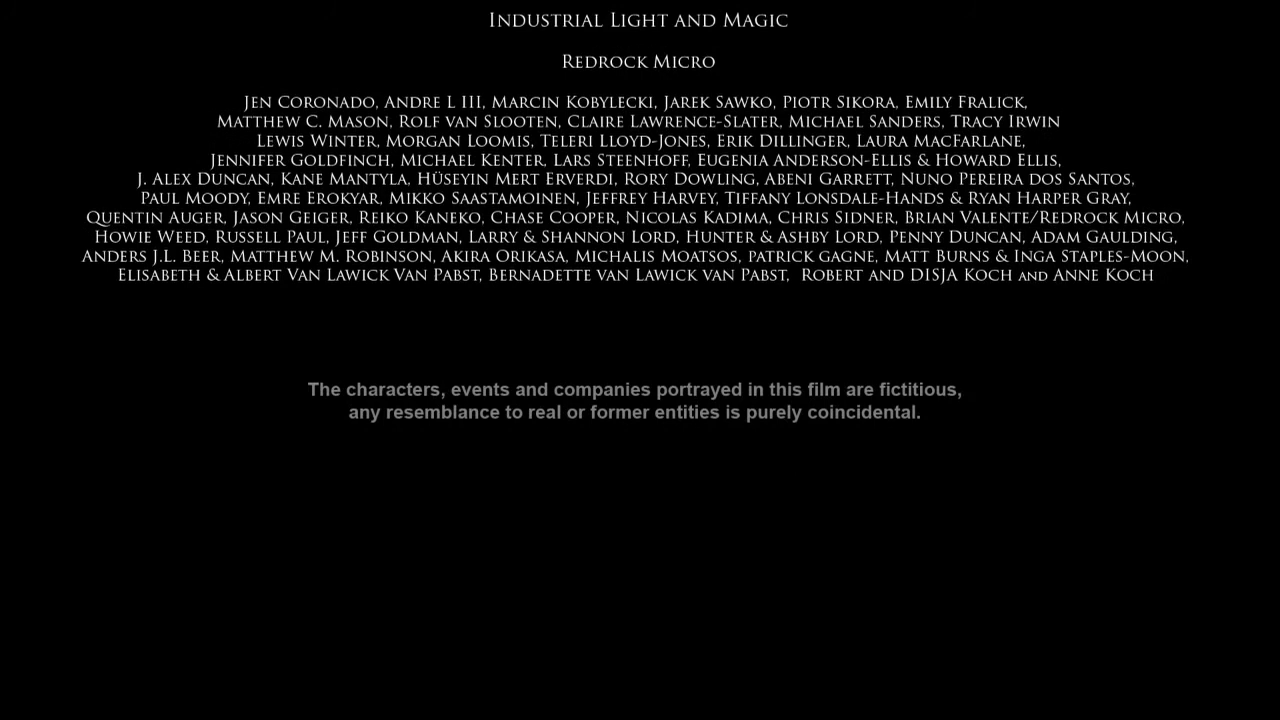 Industrial Light and Magic
Redrock Micro
Jen Coronado, Andre L III, Marcin Kobylecki, Jarek Sawko, Piotr Sikora, Emily Fralick,
Matthew C. Mason, Rolf van Slooten, Claire Lawrence-Slater, Michael Sanders, Tracy Irwin
Lewis Winter, Morgan Loomis, Teleri Lloyd-Jones, Erik Dillinger, Laura MacFarlane,
Jennifer Goldfinch, Michael Kenter, Lars Steenhoff, Eugenia Anderson-Ellis & Howard Ellis,
J. Alex Duncan, Kane Mantyla, Hüseyin Mert Erverdi, Rory Dowling, Abeni Garrett, Nuno Pereira dos Santos,
Paul Moody, Emre Erokyar, Mikko Saastamoinen, Jeffrey Harvey, Tiffany Lonsdale-Hands & Ryan Harper Gray,
Quentin Auger, Jason Geiger, Reiko Kaneko, Chase Cooper, Nicolas Kadima, Chris Sidner, Brian Valente/Redrock Micro,
Howie Weed, Russell Paul, Jeff Goldman, Larry & Shannon Lord, Hunter & Ashby Lord, Penny Duncan, Adam Gaulding,
Anders J.L. Beer, Matthew M. Robinson, Akira Orikasa, Michalis Moatsos, patrick gagne, Matt Burns & Inga Staples-Moon,
Elisabeth & Albert Van Lawick Van Pabst, Bernadette van Lawick van Pabst, Robert and DISJA Koch and Anne Koch
The characters, events and companies portrayed in this film are fictitious,
any resemblance to real or former entities is purely coincidental.